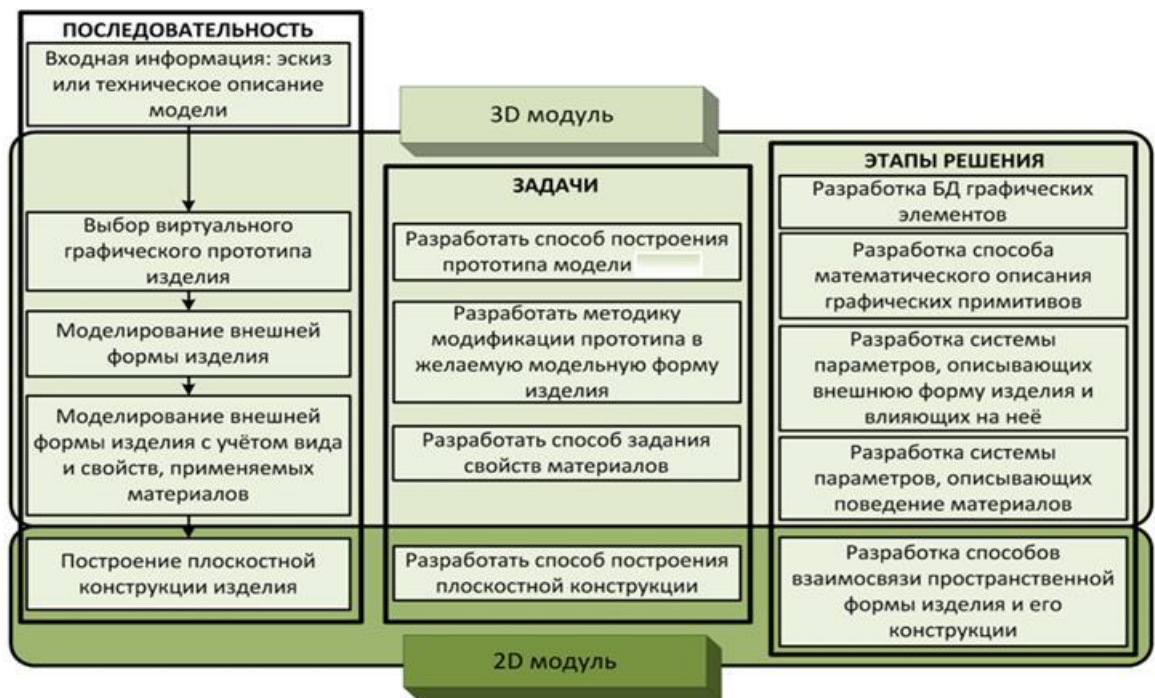 ПОСЛЕДОВАТЕЛЬНОСТЬ
Входная информация: эскиз
или техническое описание
модели
Выбор виртуального
графического прототипа
изделия
Моделирование внешней
формы изделия
Моделирование внешней
формы изделия с учётом вида
и свойств, применяемых
материалов
Построение плоскостной
конструкции изделия
3D модуль
ЗАДАЧИ
Разработать способ построения
прототипа модели
Разработать методику
модификации прототипа в
желаемую модельную форму
изделия
Разработать способ задания
свойств материалов
Разработать способ построения
плоскостной конструкции
ЭТАПЫ РЕШЕНИЯ
Разработка БД графических
элементов
Разработка способа
математического описания
графических примитивов
Разработка системы
параметров, описывающих
внешнюю форму изделия и
влияющих на неё
Разработка системы
параметров, описывающих
поведение материалов
Разработка способов
взаимосвязи пространственной
формы изделия и его
конструкции
2D модуль